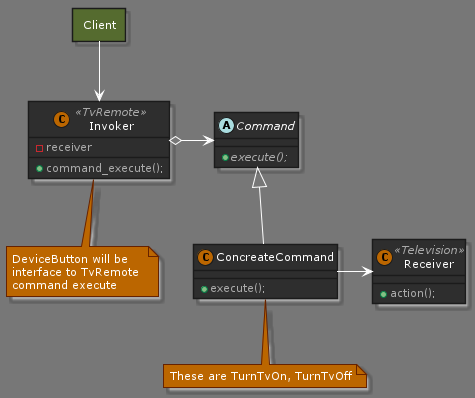 Client
C «TvRemote»
Invoker
receiver
command_execute();
A Command
execute();
DeviceButton will be
interface to TvRemote
command execute
C ConcreateCommand
execute();
C «Television»
Receiver
action();
These are TurnTvOn, TurnTvOff